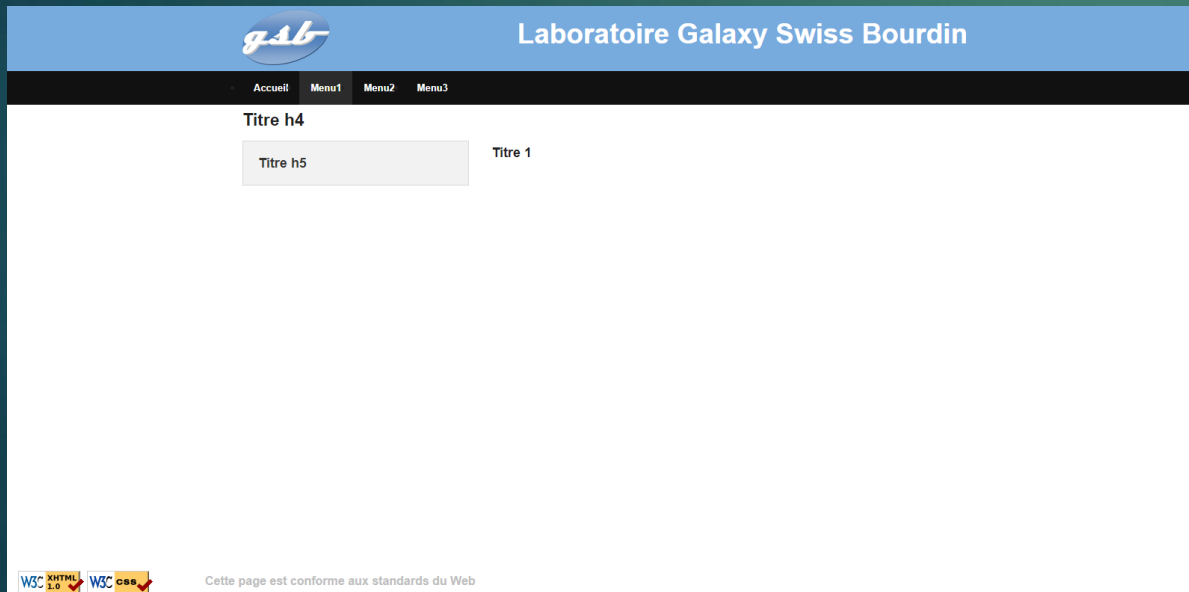 gsb
Laboratoire Galaxy Swiss Bourdin
Accueil Menu1 Menu2 Menu3
Titre h4
Titre h5
Titre 1
W3C XHTML 1.0 W3C css Cette page est conforme aux standards du Web